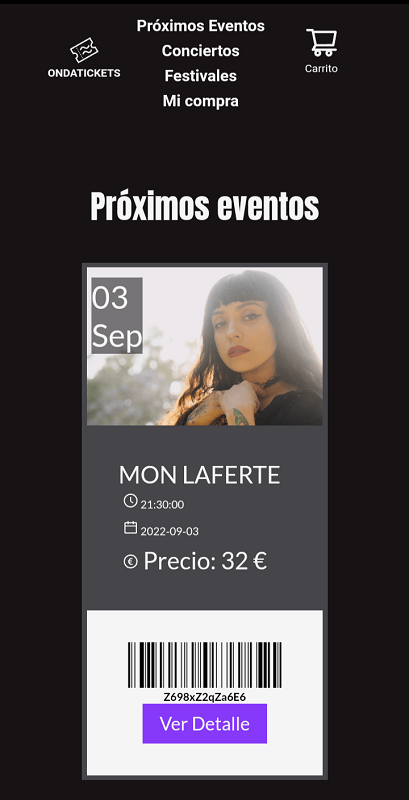 Próximos Eventos
Conciertos
Festivales
Mi compra
ONDATICKETS
Carrito
Próximos eventos
03
Sep
MON LAFERTE
21:30:00
2022-09-03
€ Precio: 32 €
Z698xZ2qZa6E6
Ver Detalle